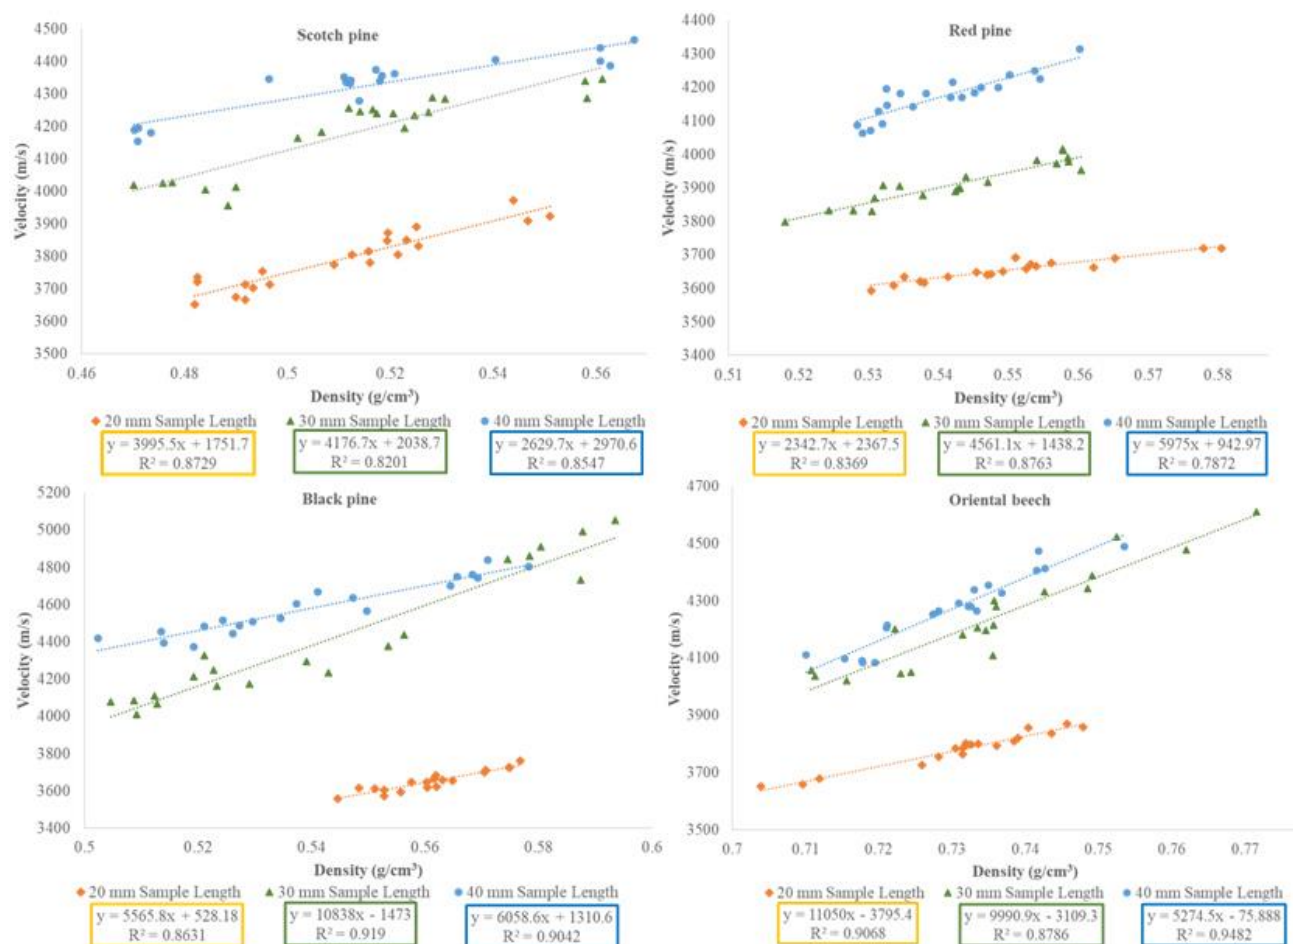 Scotch pine
4500
4400
4300
4200
4100
4000
3900
3800
3700
3600
3500
Velocity (m/s)
0.46
0.48
0.5
0.52
0.54
0.56
Density (g/cm³)
20 mm Sample Length
30 mm Sample Length
40 mm Sample Length
y = 3995.5x + 1751.7
R² = 0.8729
y = 4176.7x + 2038.7
R² = 0.8201
y = 2629.7x + 2970.6
R² = 0.8547
Red pine
4400
4300
4200
4100
4000
3900
3800
3700
3600
3500
3400
Velocity (m/s)
0.51
0.52
0.53
0.54
0.55
0.56
0.57
0.58
Density (g/cm³)
20 mm Sample Length
30 mm Sample Length
40 mm Sample Length
y = 2342.7x + 2367.5
R² = 0.8369
y = 4561.1x + 1438.2
R² = 0.8763
y = 5975x + 942.97
R² = 0.7872
Black pine
5200
5000
4800
4600
4400
4200
4000
3800
3600
3400
Velocity (m/s)
0.5
0.52
0.54
0.56
0.58
0.6
Density (g/cm³)
20 mm Sample Length
30 mm Sample Length
40 mm Sample Length
y = 5565.8x + 528.18
R² = 0.8631
y = 10838x - 1473
R² = 0.919
y = 6058.6x + 1310.6
R² = 0.9042
Oriental beech
4700
4500
4300
4100
3900
3700
3500
Velocity (m/s)
0.7
0.71
0.72
0.73
0.74
0.75
0.76
0.77
Density (g/cm³)
20 mm Sample Length
30 mm Sample Length
40 mm Sample Length
y = 11050x - 3795.4
R² = 0.9068
y = 9990.9x - 3109.3
R² = 0.8786
y = 5274.5x - 75.888
R² = 0.9482